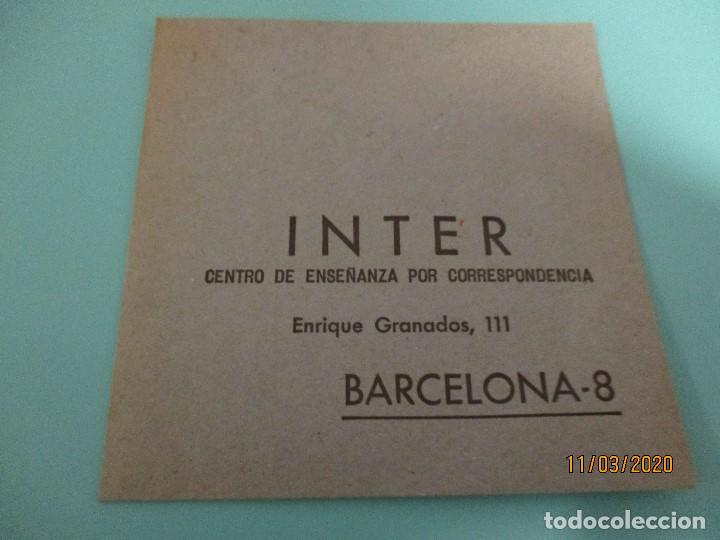 INTER
CENTRO DE ENSEÑANZA POR CORRESPONDENCIA
Enrique Granados, 111
BARCELONA-8
11/03/2020
todocoleccion